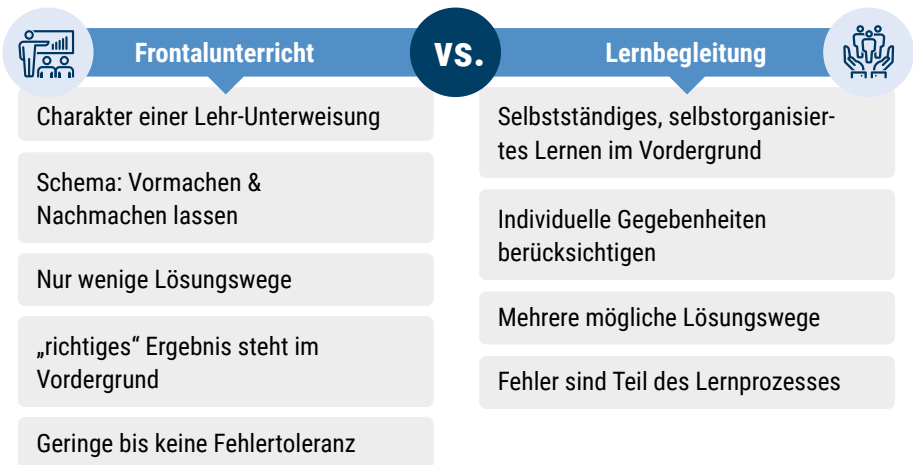 Frontalunterricht
vs.
Lernbegleitung
Charakter einer Lehr-Unterweisung
Schema: Vormachen &
Nachmachen lassen
Nur wenige Lösungswege
„richtiges“ Ergebnis steht im
Vordergrund
Geringe bis keine Fehlertoleranz
Selbstständiges, selbstorganisier-
tes Lernen im Vordergrund
Individuelle Gegebenheiten
berücksichtigen
Mehrere mögliche Lösungswege
Fehler sind Teil des Lernprozesses